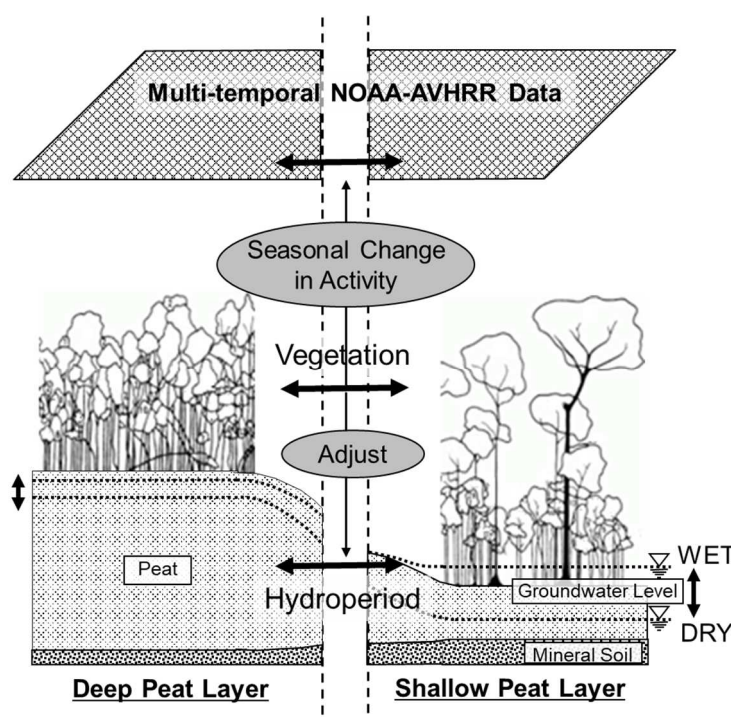 Multi-temporal NOAA-AVHRR Data
Seasonal Change
in Activity
Vegetation
Adjust
Peat
Hydroperiod
WET
Groundwater Level
DRY
Mineral Soil
Deep Peat Layer
Shallow Peat Layer